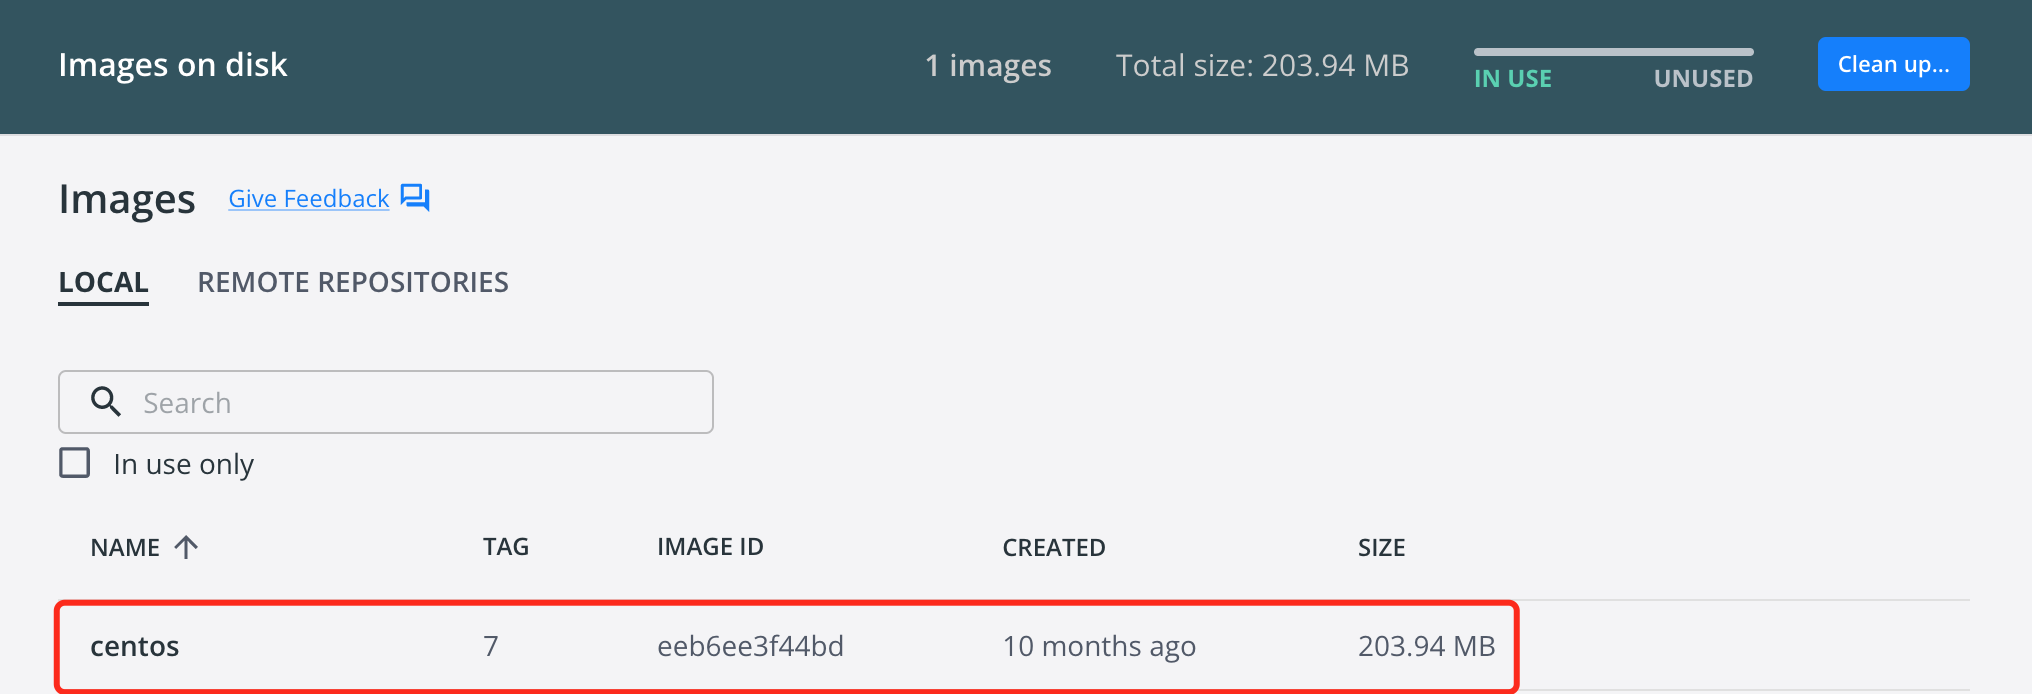 Images on disk 1 images Total size: 203.94 MB IN USE UNUSED Clean up...
Images Give Feedback
LOCAL REMOTE REPOSITORIES
Search
In use only
NAME TAG IMAGE ID CREATED SIZE
centos 7 eeb6ee3f44bd 10 months ago 203.94 MB